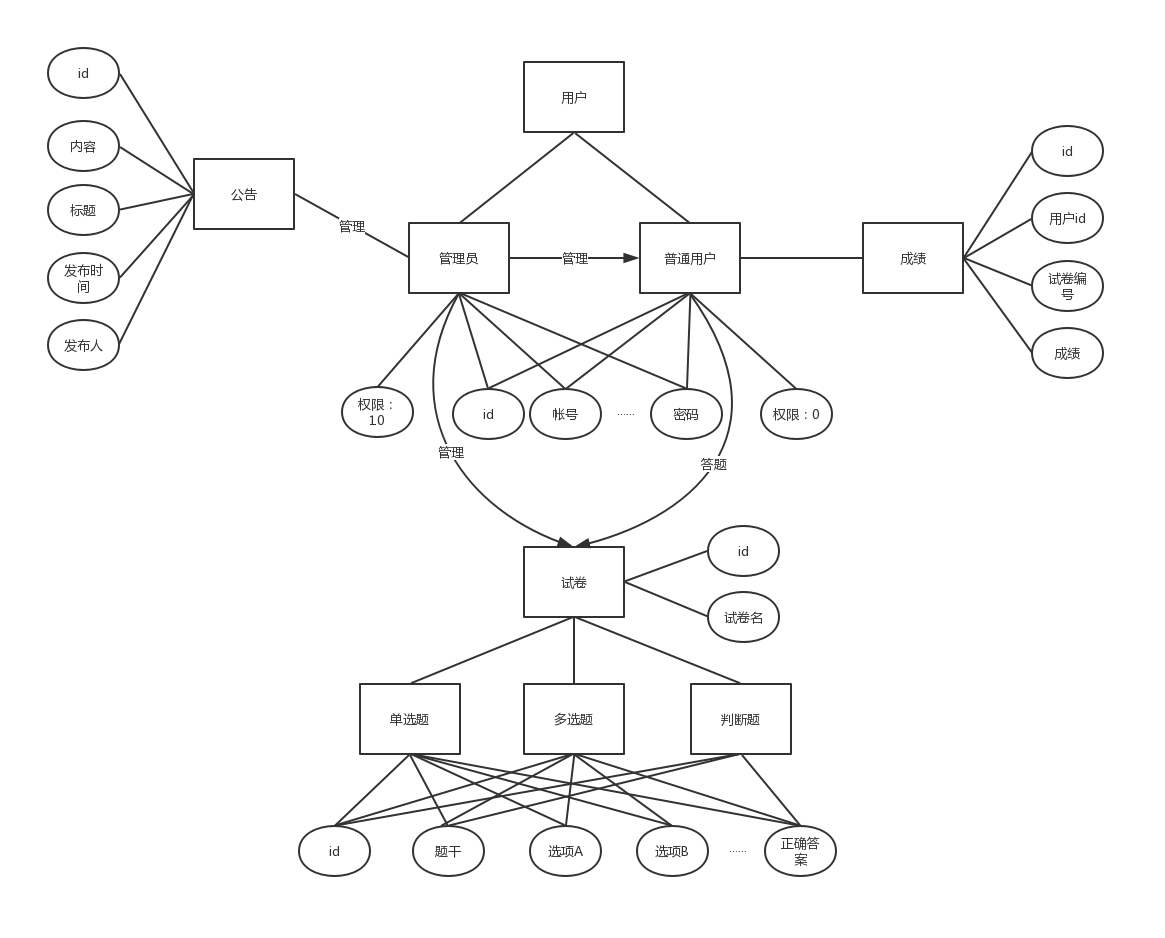 id
用户
内容
id
公告
标题
用户id
管理
管理员
管理
普通用户
成绩
发布时
间
试卷编
号
发布人
成绩
权限：
10
id
帐号
......
密码
权限：0
管理
答题
id
试卷
试卷名
单选题
多选题
判断题
id
题干
选项A
选项B
......
正确答
案